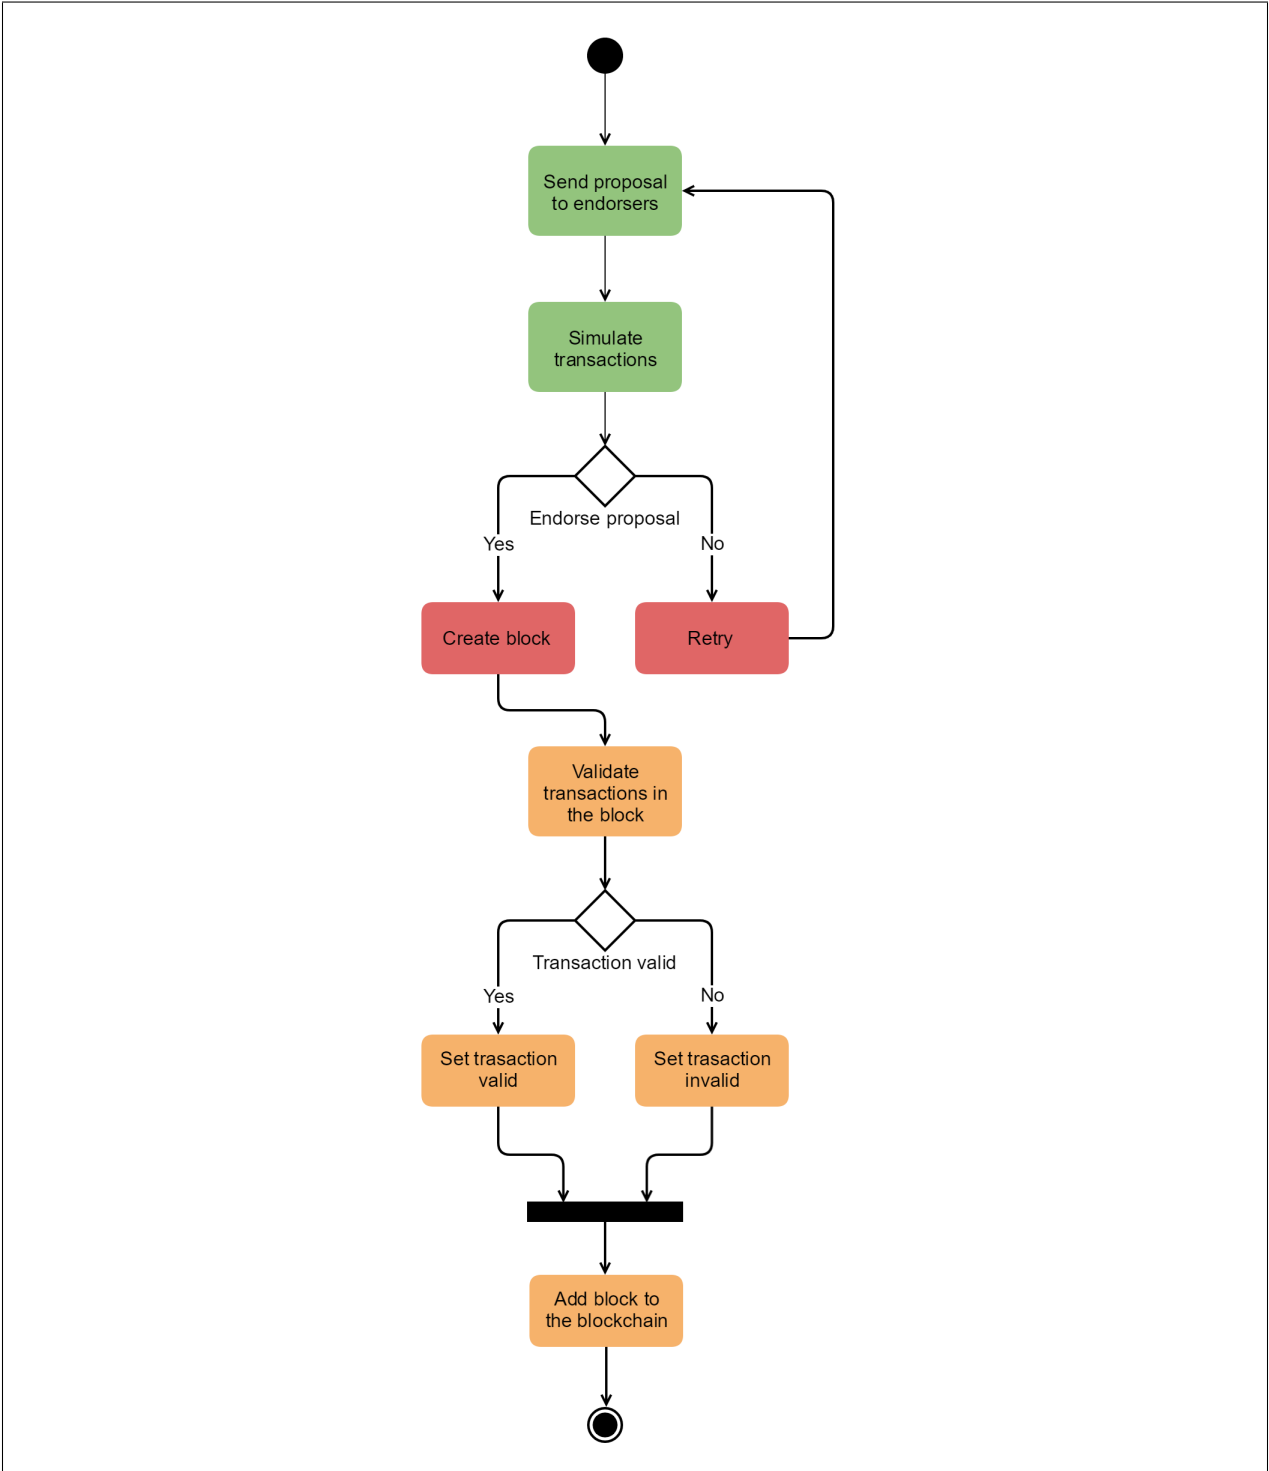 Send proposal
to endorsers
Simulate
transactions
Endorse proposal
Yes
No
Create block
Retry
Validate
transactions in
the block
Transaction valid
Yes
No
Set trasaction
valid
Set trasaction
invalid
Add block to
the blockchain